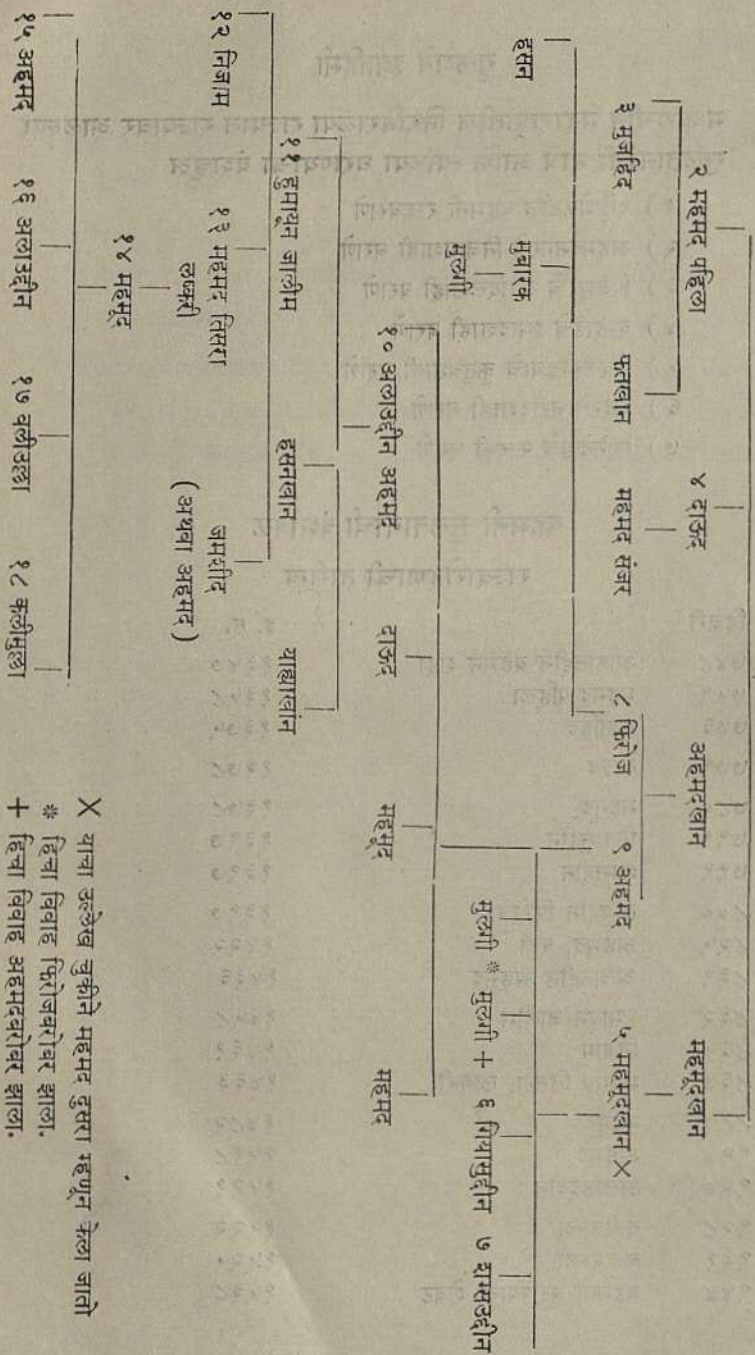 २ महमद पहिला ४ दाऊद अहमदखान महमूदखान
३ मुजाहिद फतखान महमद संजर ८ फिरोज ९ अहमद ५ महमूदखान ×
हसन मुबारक मुलगी मुलगी * मुलगी + ६ गियासुद्दीन ७ शम्सउद्दीन
१० अलाउद्दीन अहमद दाऊद महमूद महमद
११ हुमायून जालीम हसनखान याह्याखांन
१२ निजाम १३ महमद तिसरा जमशीद
लष्करी (अथवा अहमद)
१४ महमूद
१५ अहमद १६ अलाउद्दीन १७ वलीउल्ला १८ कलीमुल्ला
× याचा उल्लेख चुकीने महमद दुसरा म्हणून केला जातो
* हिचा विवाह फिरोजबरोबर झाला.
+ हिचा विवाह अहमदबरोबर झाला.